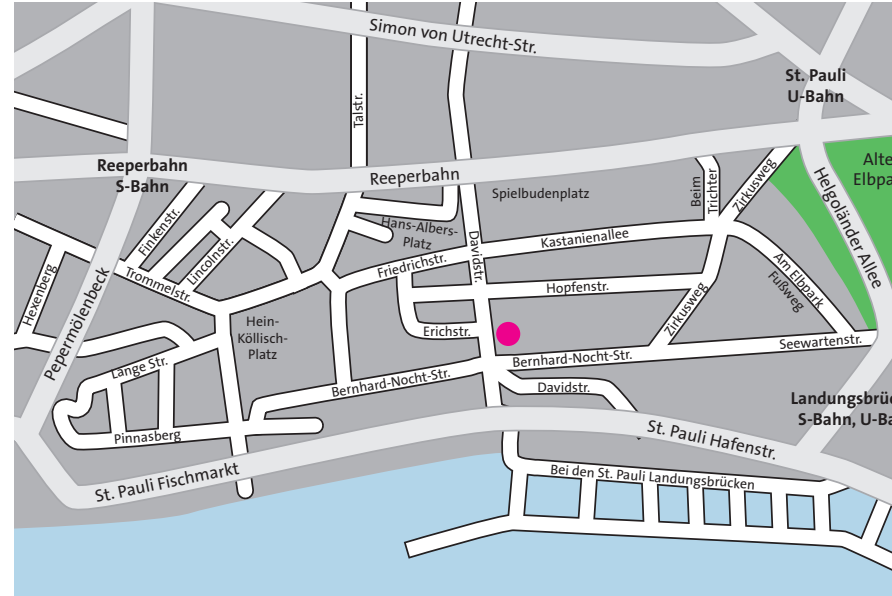 Simon von Utrecht-Str.
St. Pauli
U-Bahn
Talstr.
Reeperbahn
S-Bahn
Reeperbahn
Spielbudenplatz
Beim
Trichter
Zirkusweg
Helgoländer Allee
Finkenstr.
Lincolnstr.
Hans-Albers-
Platz
Davidstr.
Kastanienallee
Friedrichstr.
Trommelstr.
Hexenberg
Pepermölenbeck
Hopfenstr.
Am Elbpark
Fußweg
Zirkusweg
Erichstr.
Hein-
Köllisch-
Platz
Seewartenstr.
Bernhard-Nocht-Str.
Lange Str.
Bernhard-Nocht-Str.
Davidstr.
S-Bahn,
Pinnasberg
St. Pauli Hafenstr.
St. Pauli Fischmarkt
Bei den St. Pauli Landungsbrücken